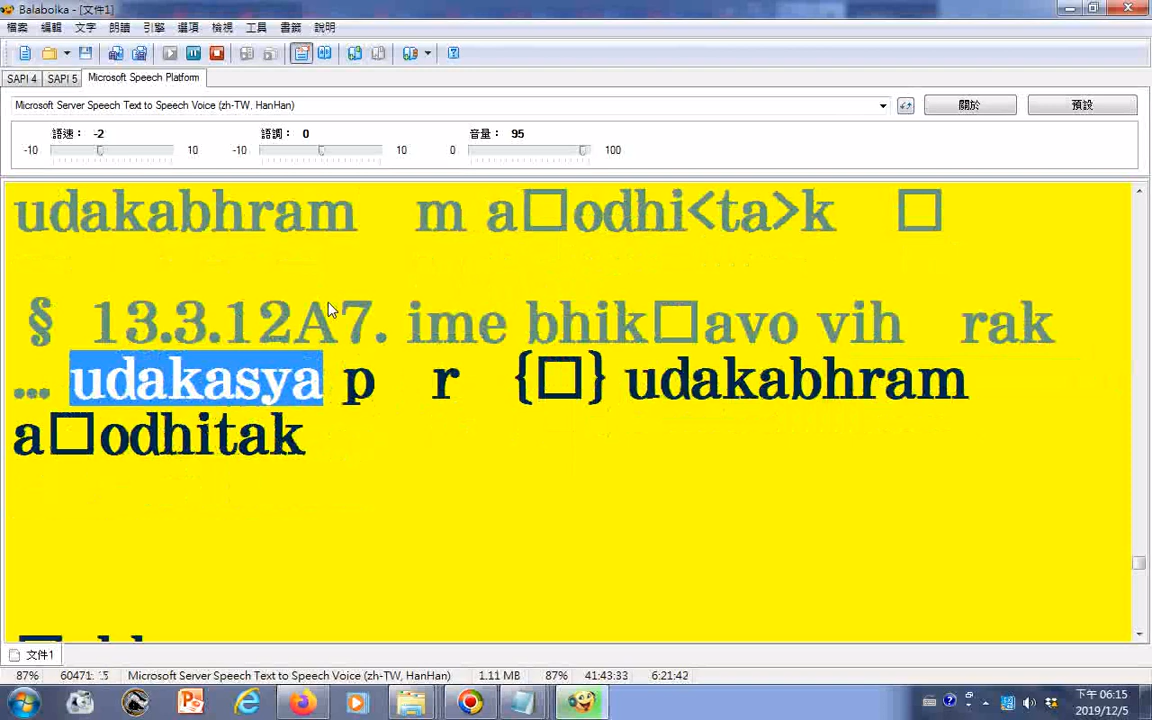 Balabolka - [文件1]
檔案 編輯 文字 朗讀 引擎 選項 檢視 工具 書籤 說明
SAPI 4 SAPI 5 Microsoft Speech Platform
Microsoft Server Speech Text to Speech Voice (zh-TW, HanHan) 關於 預設
語速： -2 語調： 0 音量： 95
-10 10 -10 10 0 100
udakabhram m a□odhi<ta>k □
§ 13.3.12A7. ime bhik□avo vih rak
... udakasya p r {□} udakabhram
a□odhitak
文件1
87% Microsoft Server Speech Text to Speech Voice (zh-TW, HanHan) 1.11 MB 87% 41:43:33 6:21:42
下午 06:15
2019/12/5